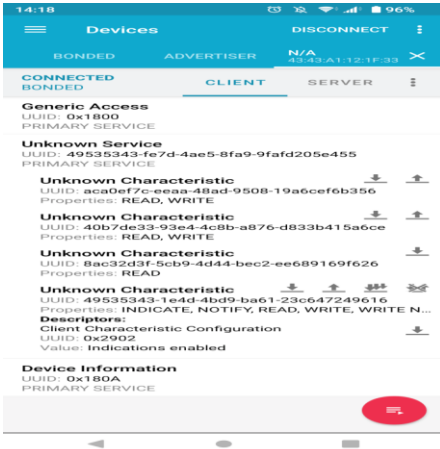 14:18
96%
Devices
DISCONNECT
BONDED
ADVERTISER
N/A
43:43:A1:12:1F:33
CONNECTED
BONDED
CLIENT
SERVER
Generic Access
UUID: 0x1800
PRIMARY SERVICE
Unknown Service
UUID: 49535343-fe7d-4ae5-8fa9-9fafd205e455
PRIMARY SERVICE
Unknown Characteristic
UUID: aca0ef7c-eeaa-48ad-9508-19a6cef6b356
Properties: READ, WRITE
Unknown Characteristic
UUID: 40b7de33-93e4-4c8b-a876-d833b415a6ce
Properties: READ, WRITE
Unknown Characteristic
UUID: 8ac32d3f-5cb9-4d44-bec2-ee689169f626
Properties: READ
Unknown Characteristic
UUID: 49535343-1e4d-4bd9-ba61-23c647249616
Properties: INDICATE, NOTIFY, READ, WRITE, WRITE N...
Descriptors:
Client Characteristic Configuration
UUID: 0x2902
Value: Indications enabled
Device Information
UUID: 0x180A
PRIMARY SERVICE